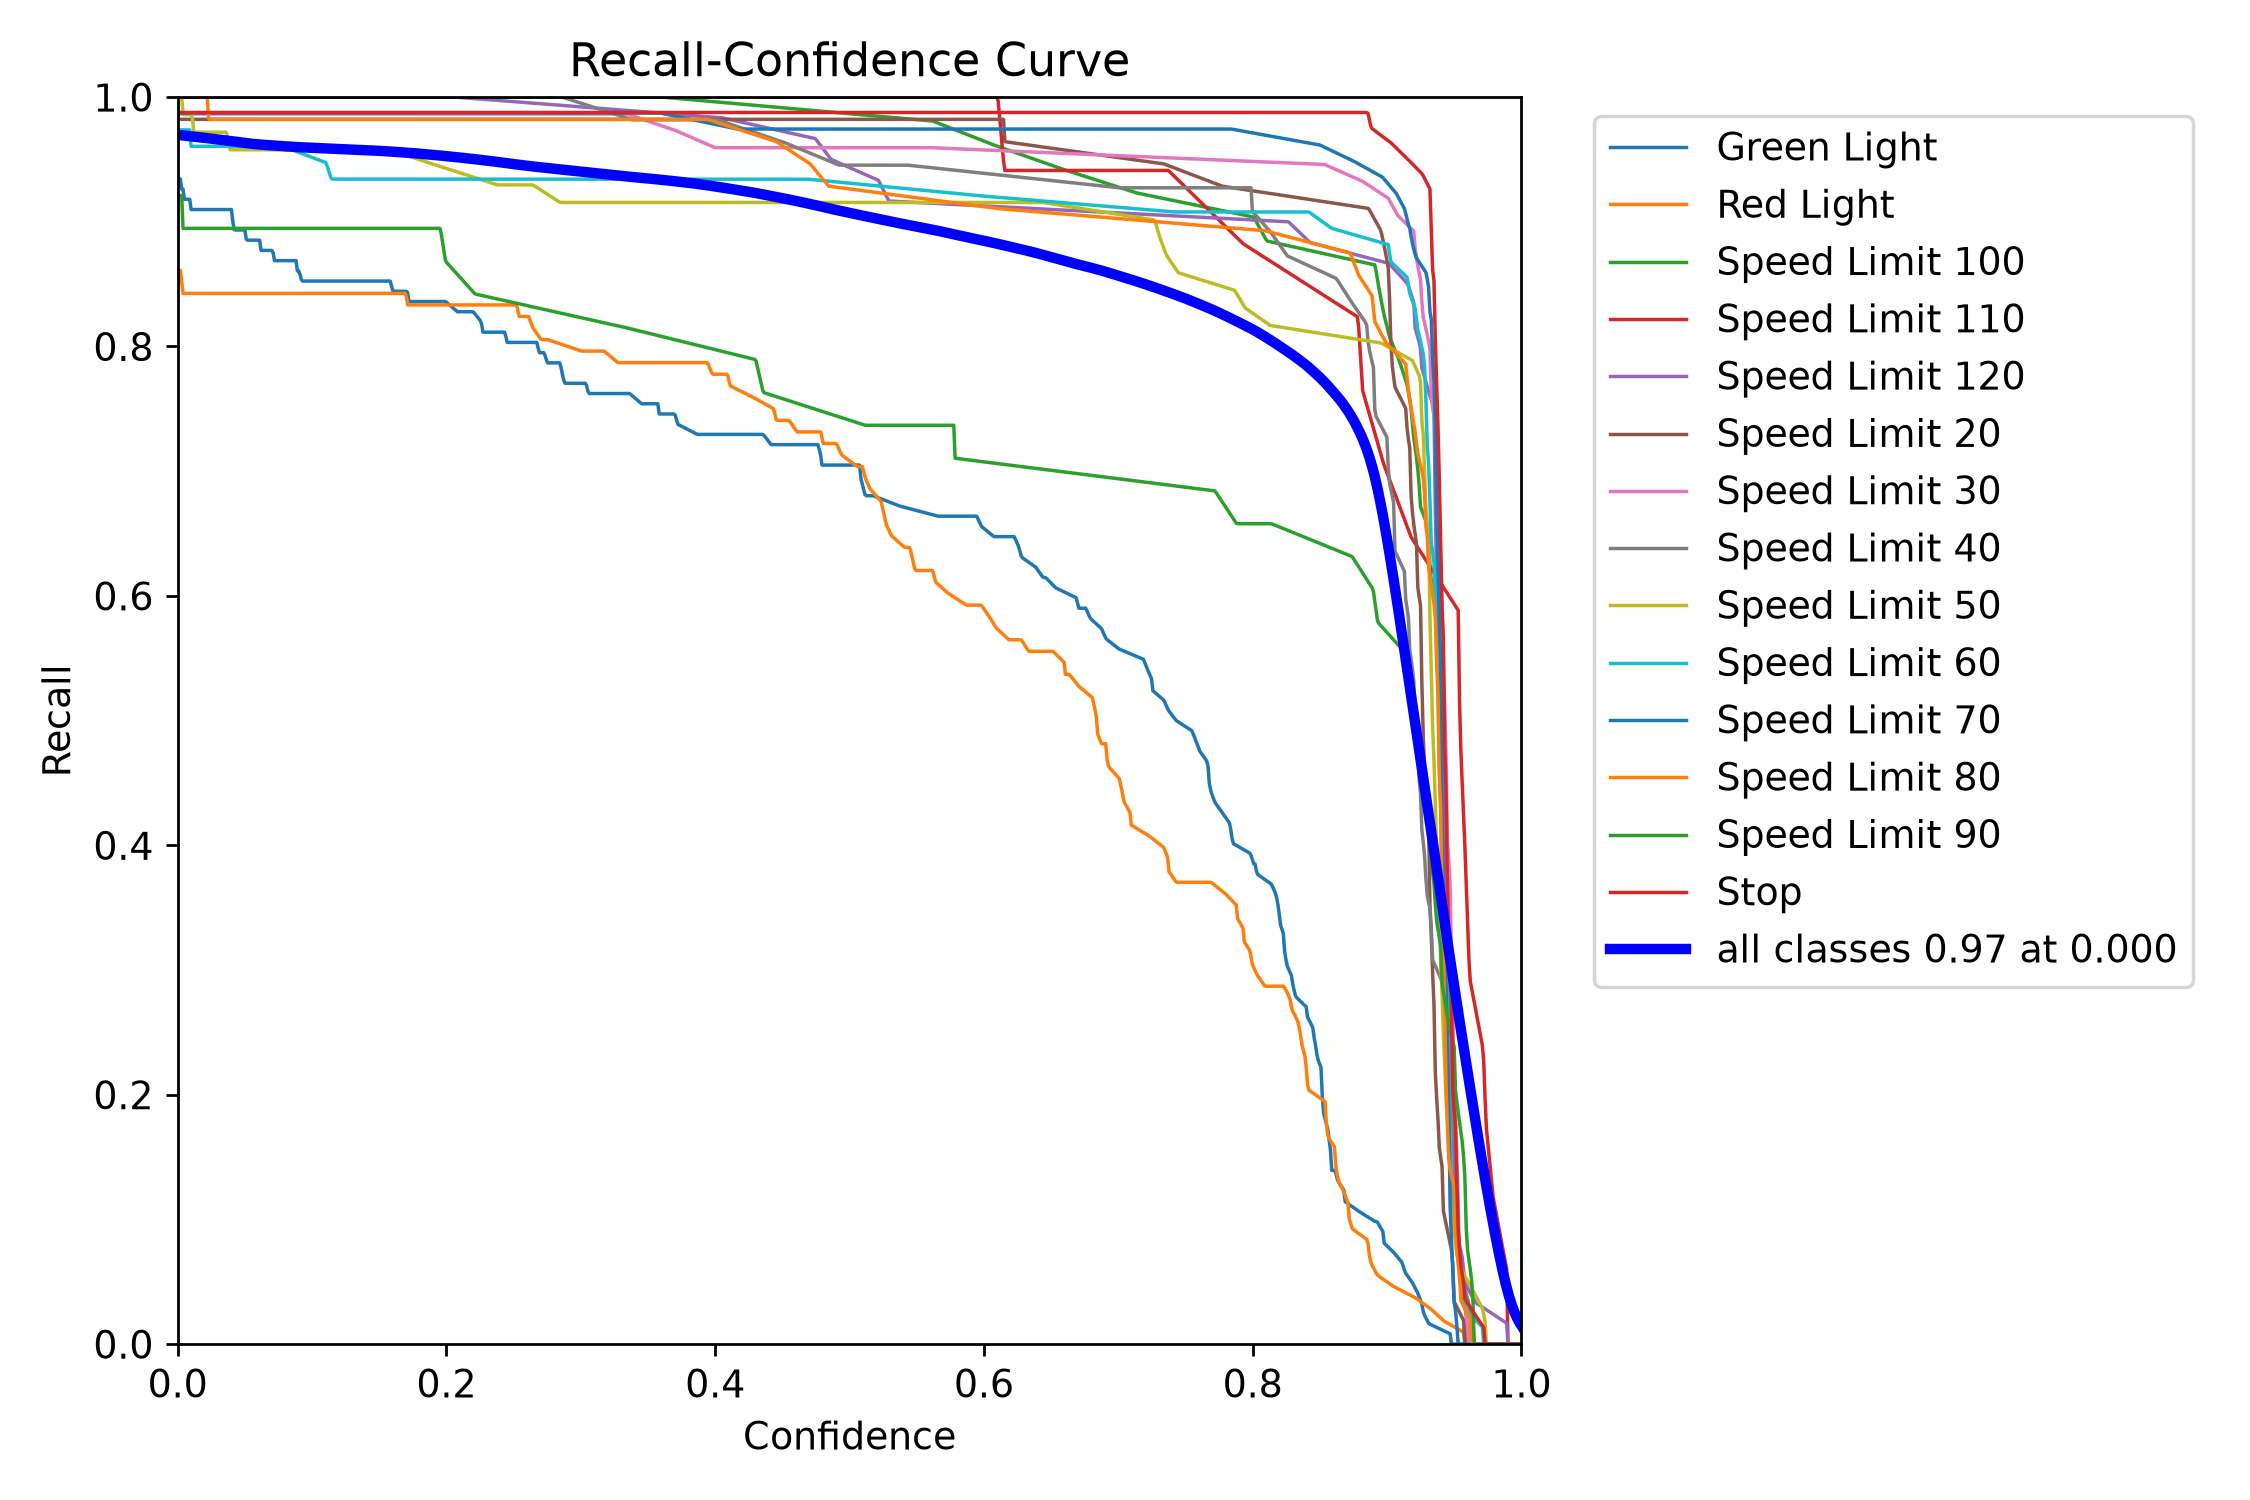 Recall-Confidence Curve
1.0
0.8
0.6
0.4
0.2
0.0
Recall
0.0 0.2 0.4 0.6 0.8 1.0
Confidence
Green Light
Red Light
Speed Limit 100
Speed Limit 110
Speed Limit 120
Speed Limit 20
Speed Limit 30
Speed Limit 40
Speed Limit 50
Speed Limit 60
Speed Limit 70
Speed Limit 80
Speed Limit 90
Stop
all classes 0.97 at 0.000